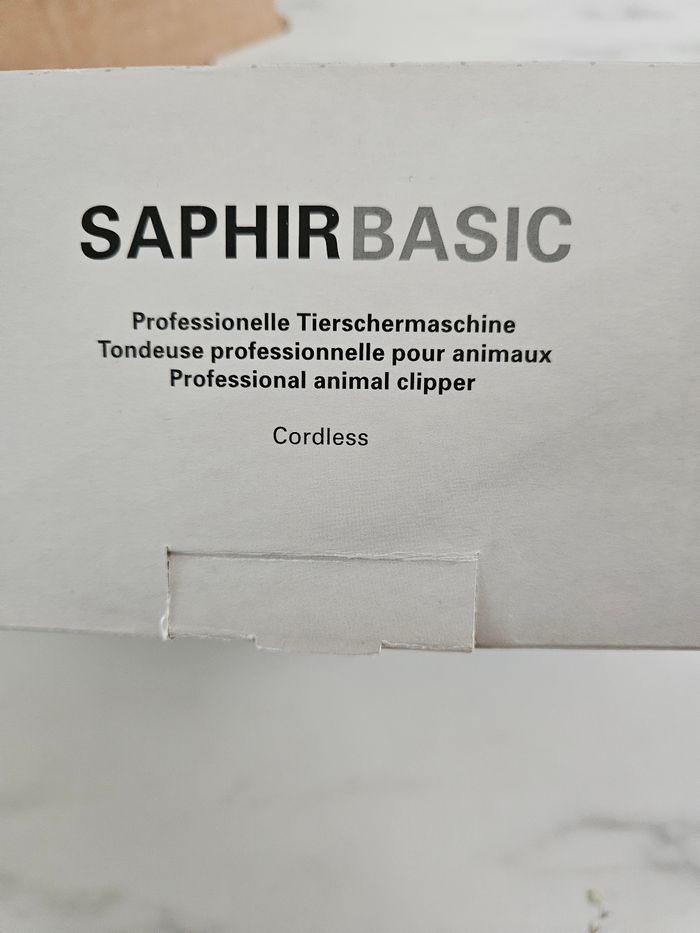 SAPHIRBASIC
Professionelle Tierschermaschine
Tondeuse professionnelle pour animaux
Professional animal clipper
Cordless